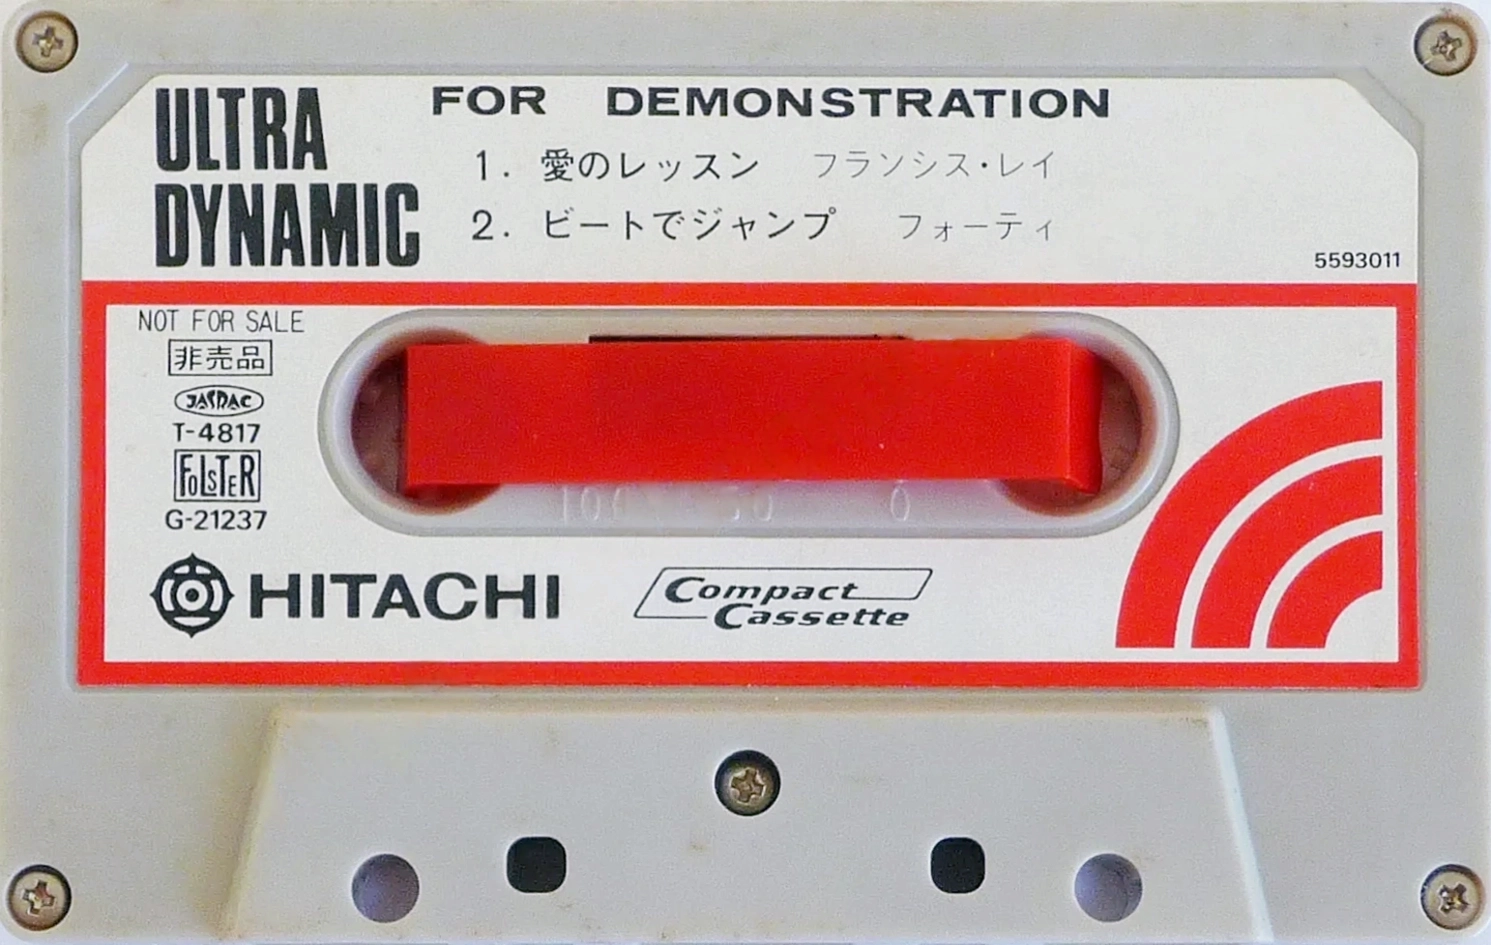 ULTRA
DYNAMIC
FOR DEMONSTRATION
1. 愛のレッスン フランシス・レイ
2. ビートでジャンプ フォーティ
5593011
NOT FOR SALE
非売品
JASRAC
T-4817
FOLSTER
G-21237
HITACHI
Compact
Cassette
100 50 0